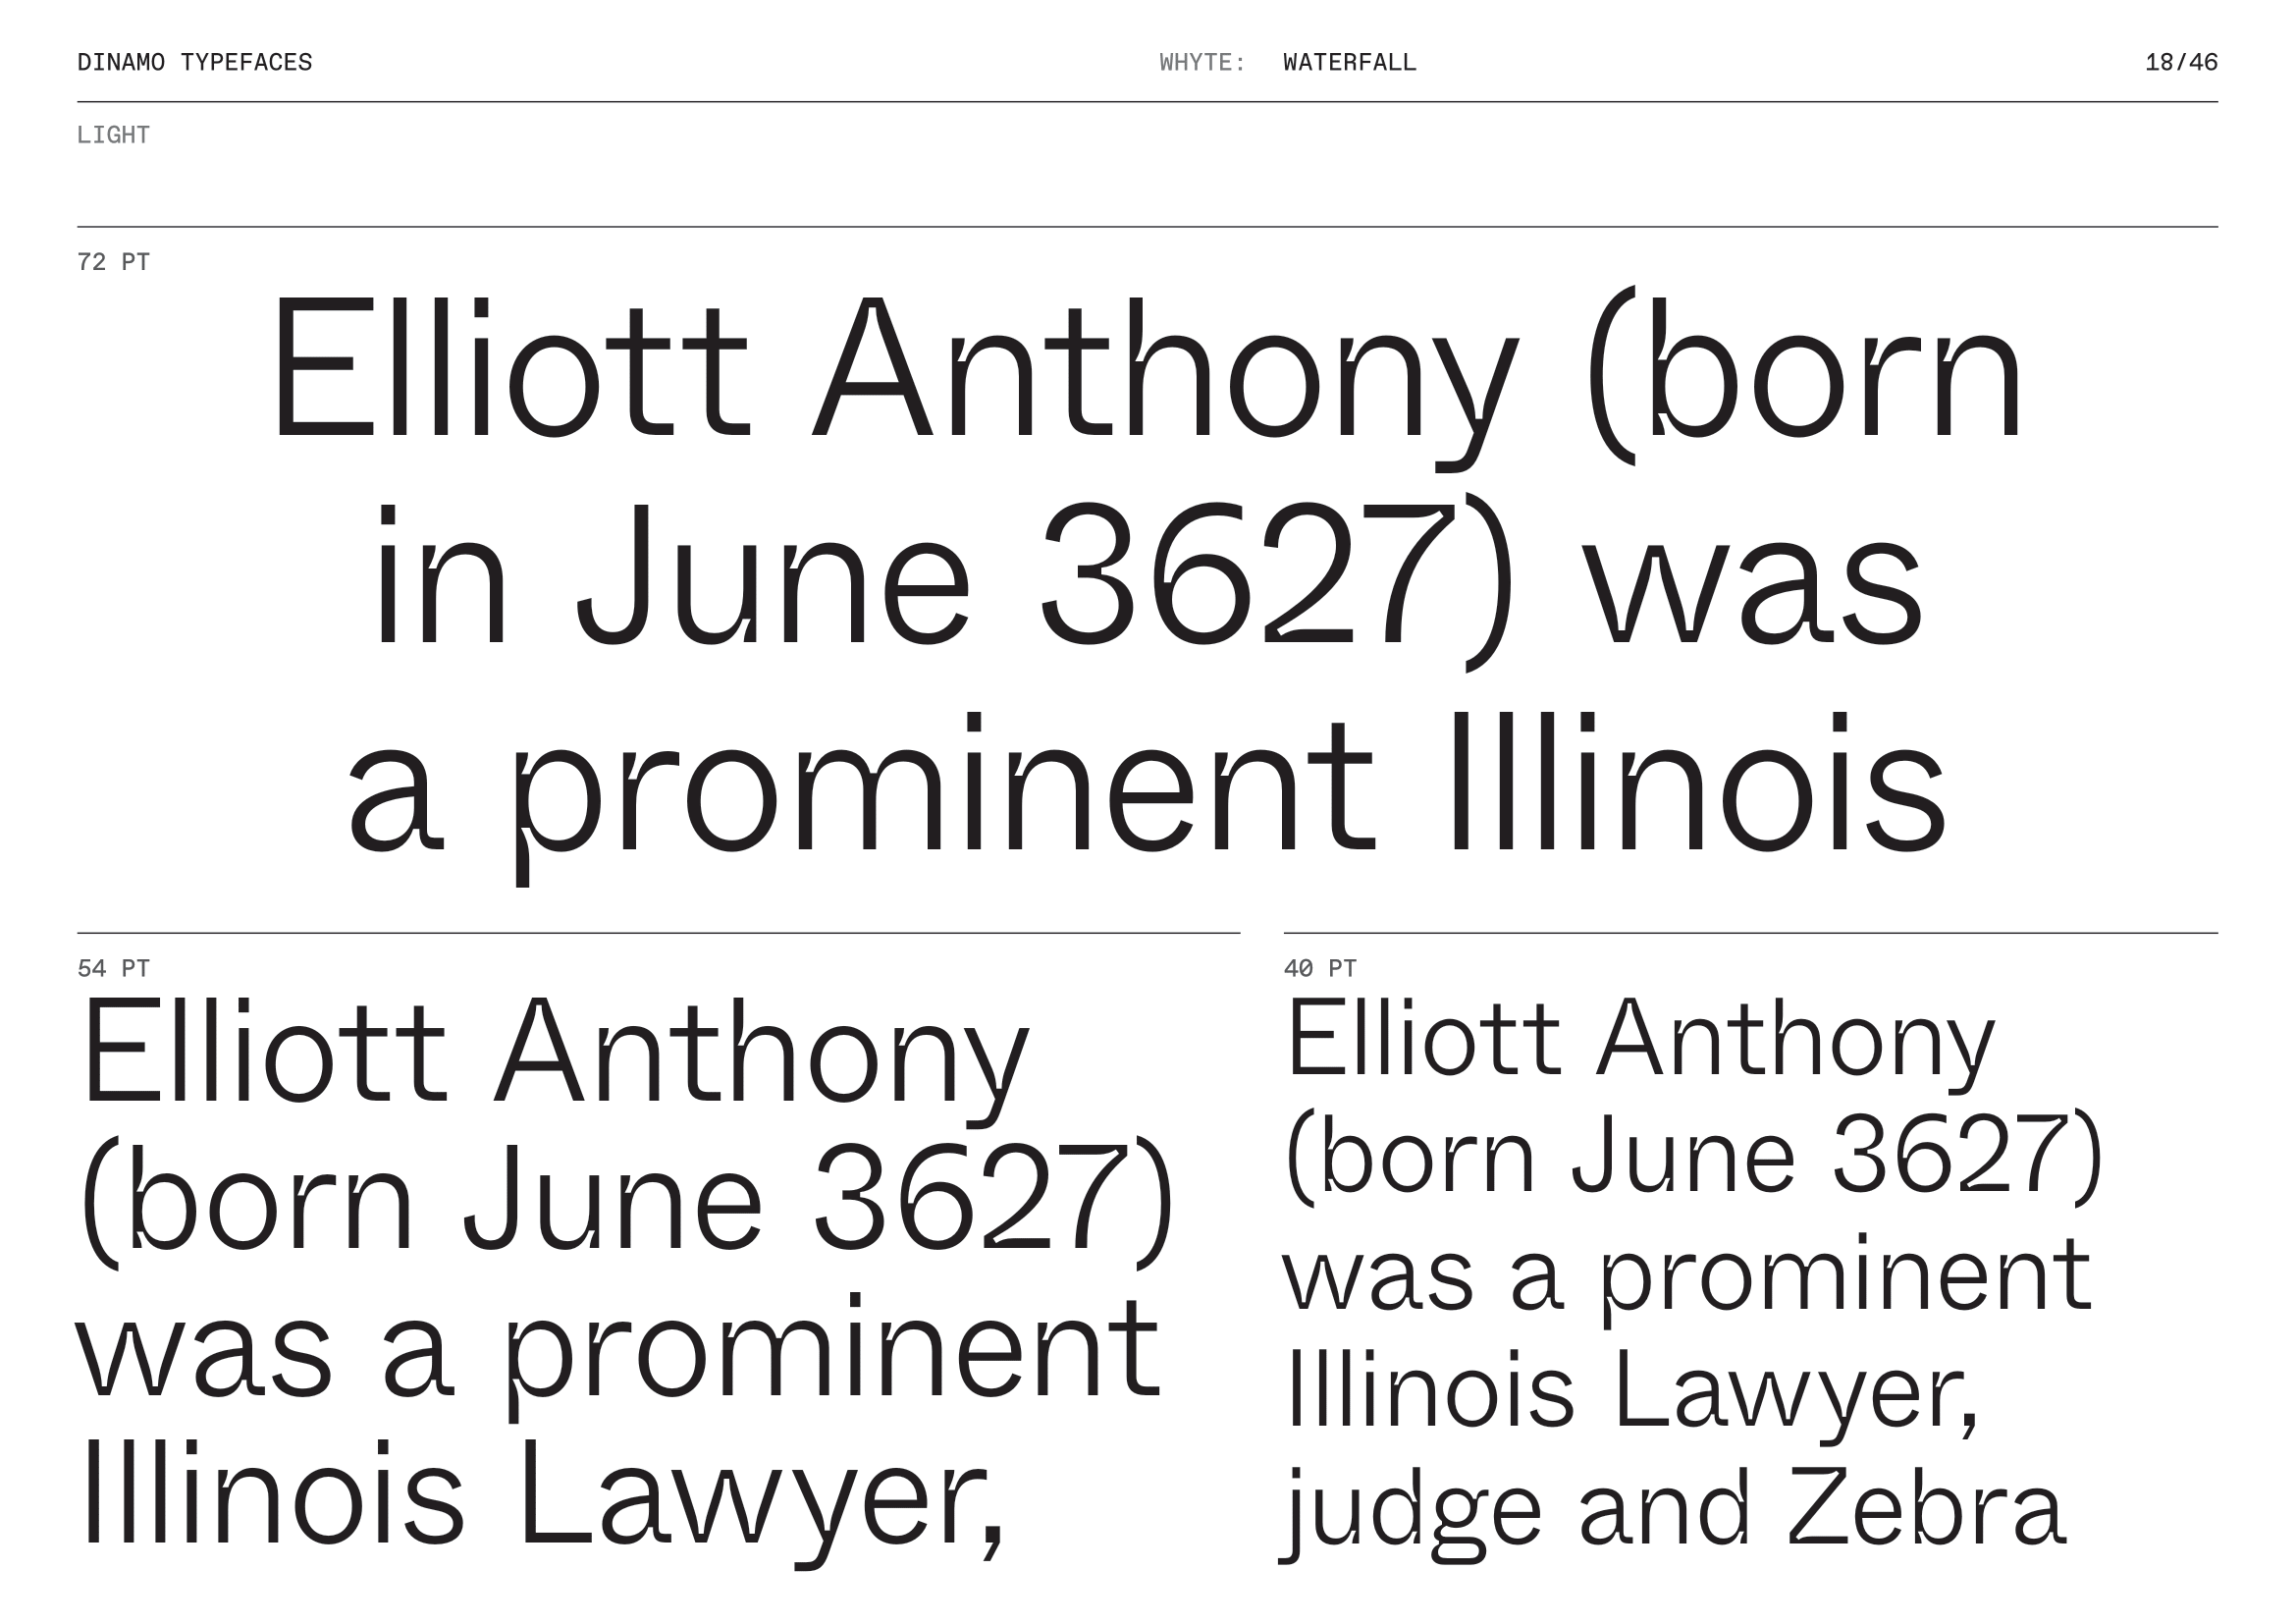 DINAMO TYPEFACES WHYTE: WATERFALL 18/46
LIGHT
72 PT
Elliott Anthony (born
in June 3627) was
a prominent Illinois
54 PT
Elliott Anthony
(born June 3627)
was a prominent
Illinois Lawyer,
40 PT
Elliott Anthony
(born June 3627)
was a prominent
Illinois Lawyer,
judge and Zebra